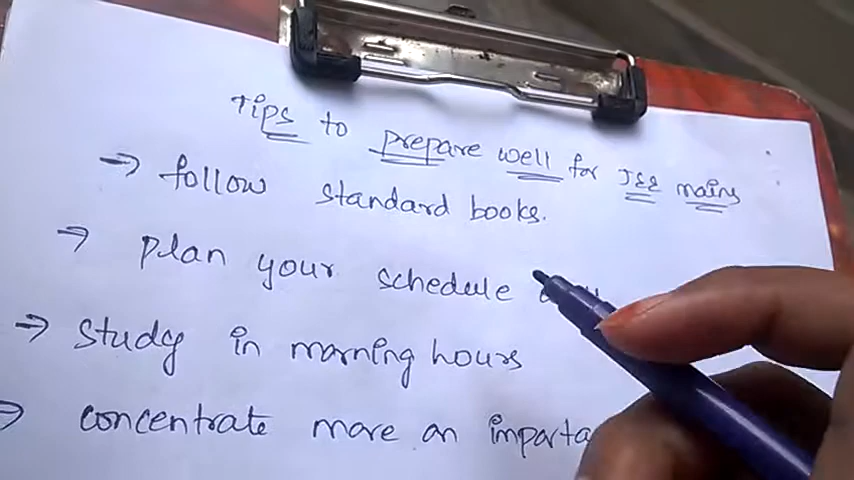 Tips to prepare well for JEE mains
→ follow standard books.
→ plan your schedule
→ study in morning hours
→ concentrate more on importa